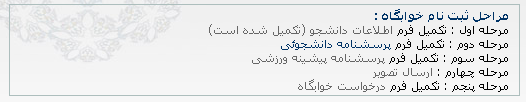 مراحل ثبت نام خوابگاه :
مرحله اول : تکمیل فرم اطلاعات دانشجو (تکمیل شده است)
مرحله دوم : تکمیل فرم پرسشنامه دانشجوئی
مرحله سوم : تکمیل فرم پرسشنامه پیشینه ورزشی
مرحله چهارم : ارسال تصویر
مرحله پنجم : تکمیل فرم درخواست خوابگاه